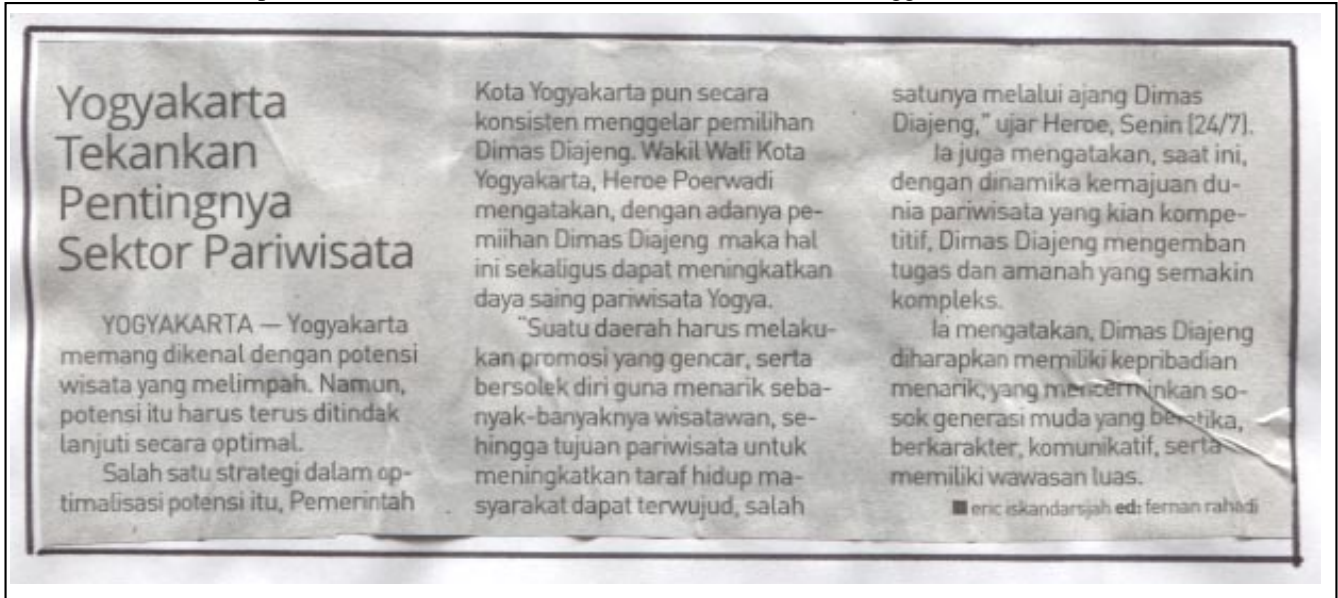 Yogyakarta
Tekankan
Pentingnya
Sektor Pariwisata
YOGYAKARTA — Yogyakarta
memang dikenal dengan potensi
wisata yang melimpah. Namun,
potensi itu harus terus ditindak
lanjuti secara optimal.
Salah satu strategi dalam op-
timalisasi potensi itu, Pemerintah
Kota Yogyakarta pun secara
konsisten menggelar pemilihan
Dimas Diajeng. Wakil Wali Kota
Yogyakarta, Heroe Poerwadi
mengatakan, dengan adanya pe-
miihan Dimas Diajeng maka hal
ini sekaligus dapat meningkatkan
daya saing pariwisata Yogya.
"Suatu daerah harus melaku-
kan promosi yang gencar, serta
bersolek diri guna menarik seba-
nyak-banyaknya wisatawan, se-
hingga tujuan pariwisata untuk
meningkatkan taraf hidup ma-
syarakat dapat terwujud, salah
satunya melalui ajang Dimas
Diajeng," ujar Heroe, Senin (24/7).
Ia juga mengatakan, saat ini,
dengan dinamika kemajuan du-
nia pariwisata yang kian kompe-
titif, Dimas Diajeng mengemban
tugas dan amanah yang semakin
kompleks.
Ia mengatakan, Dimas Diajeng
diharapkan memiliki kepribadian
menarik, yang mencerminkan so-
sok generasi muda yang beretika,
berkarakter, komunikatif, serta
memiliki wawasan luas.
■ eric iskandarsjah ed: fernan rahadi